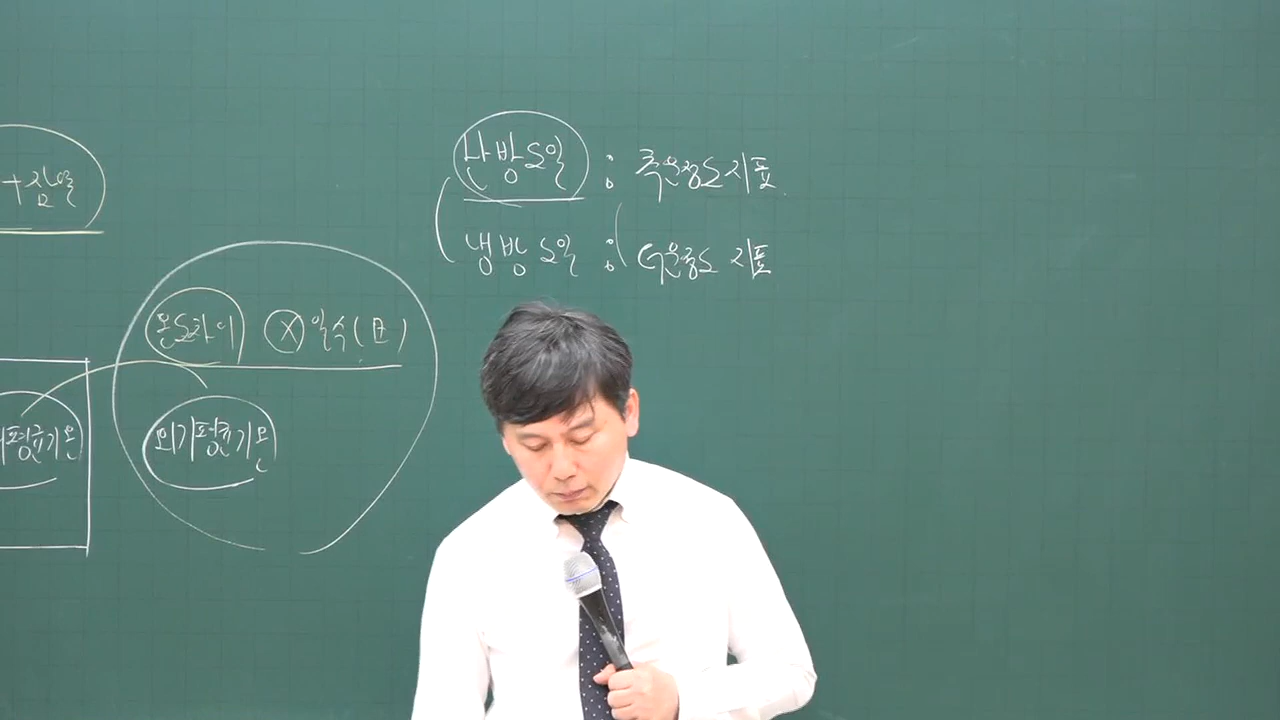 난방도일 : 추운정도지표
냉방도일 : 더운정도 지표
+잠열
온도차이 ⓧ 일수(日)
외기평균기온
평균기온